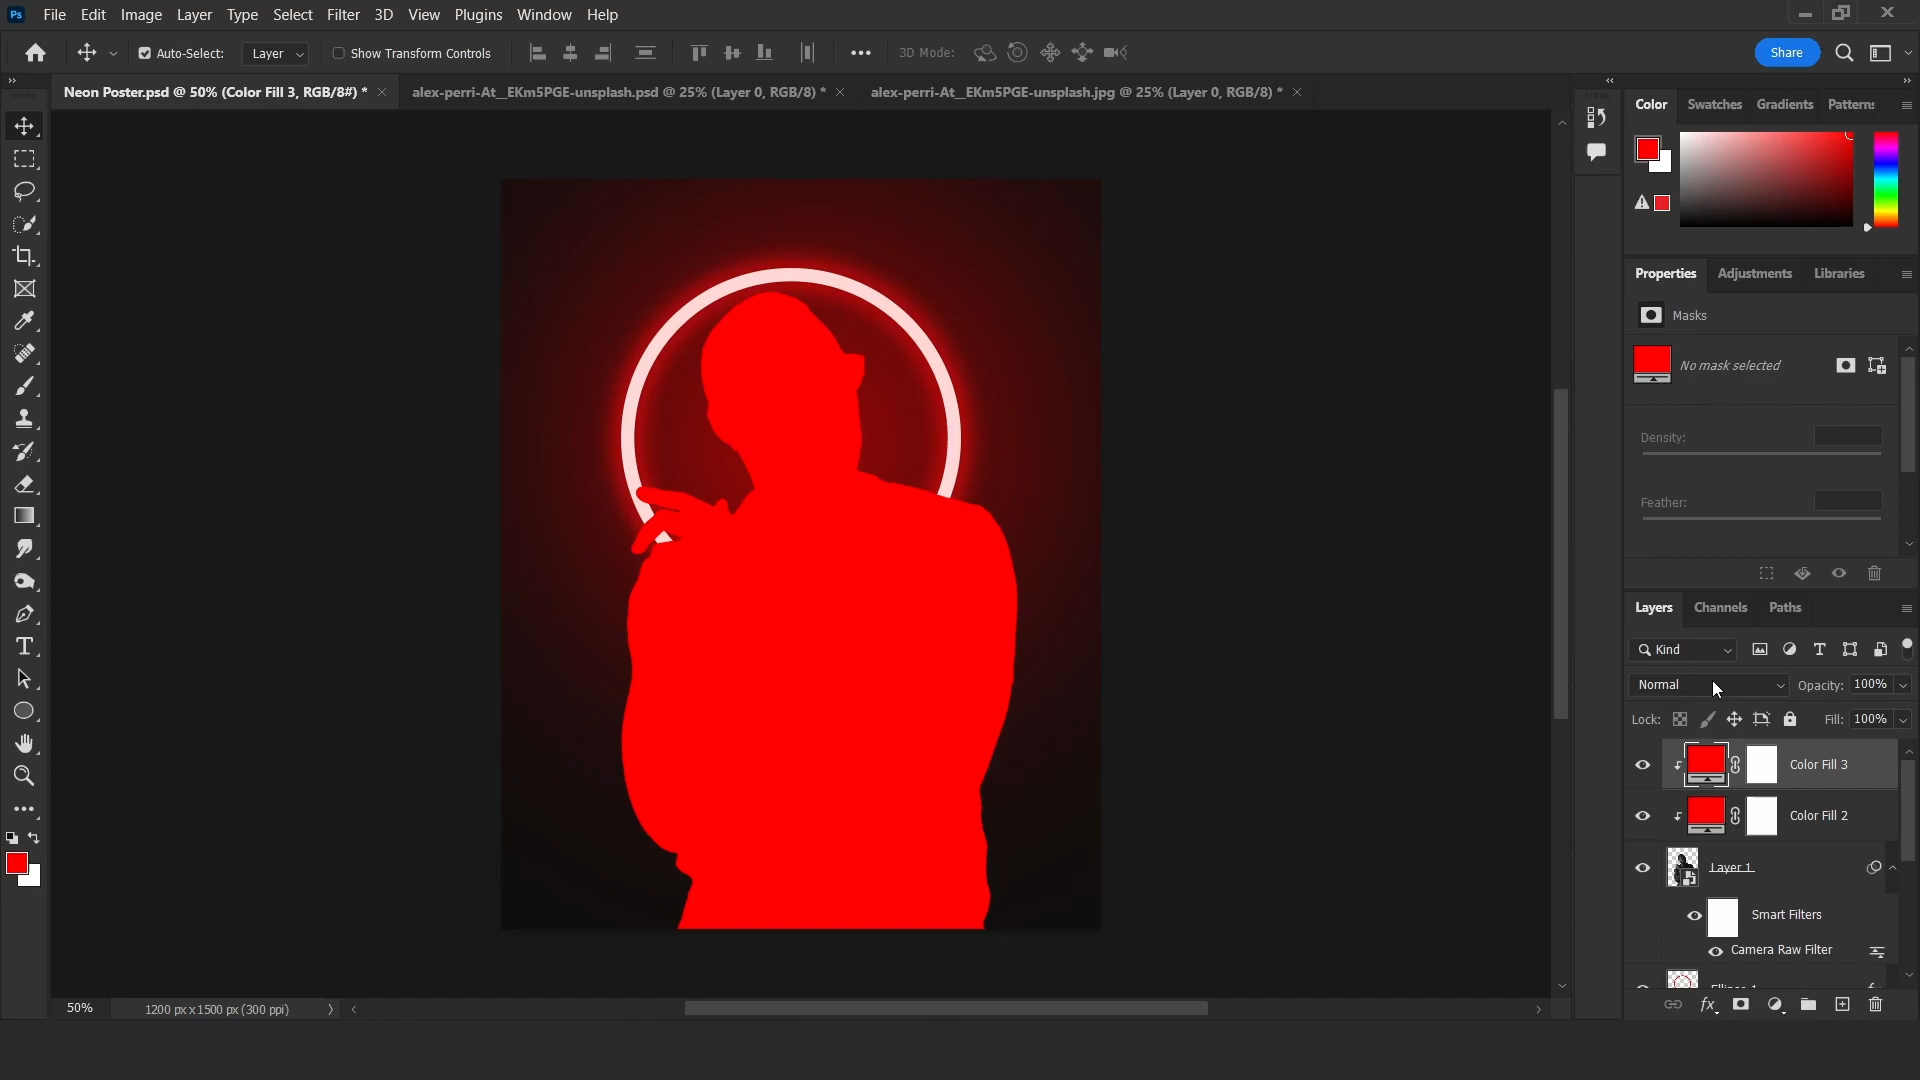 Ps File Edit Image Layer Type Select Filter 3D View Plugins Window Help
Auto-Select: Layer Show Transform Controls 3D Mode: Share
Neon Poster.psd @ 50% (Color Fill 3, RGB/8#) *
alex-perri-At__EKm5PGE-unsplash.psd @ 25% (Layer 0, RGB/8) *
alex-perri-At__EKm5PGE-unsplash.jpg @ 25% (Layer 0, RGB/8) *
Color Swatches Gradients Patterns
Properties Adjustments Libraries
Masks
No mask selected
Density:
Feather:
Layers Channels Paths
Kind
Normal Opacity: 100%
Lock: Fill: 100%
Color Fill 3
Color Fill 2
Layer 1
Smart Filters
Camera Raw Filter
50% 1200 px x 1500 px (300 ppi)